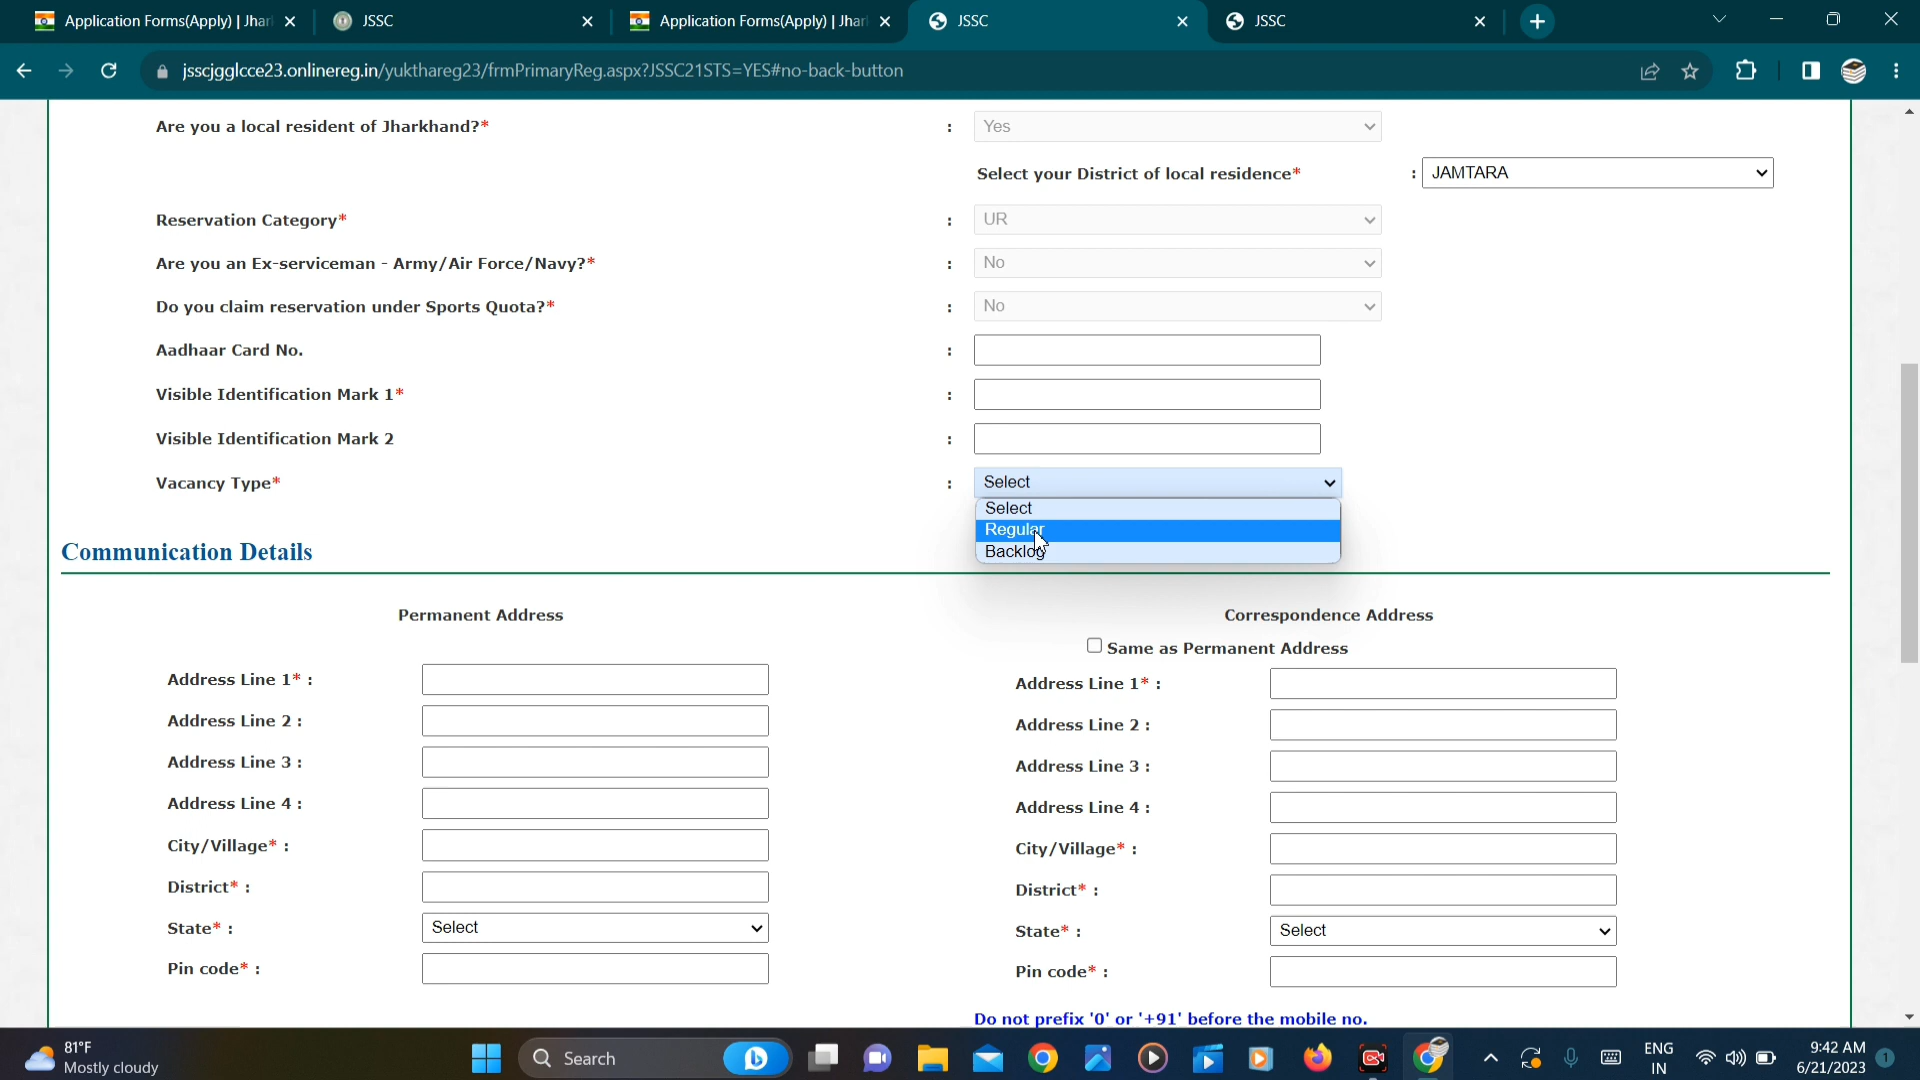 Application Forms(Apply) | Jhar
JSSC
Application Forms(Apply) | Jhar
JSSC
JSSC
jsscjgglcce23.onlinereg.in/yukthareg23/frmPrimaryReg.aspx?JSSC21STS=YES#no-back-button
Are you a local resident of Jharkhand?* : Yes
Select your District of local residence* : JAMTARA
Reservation Category* : UR
Are you an Ex-serviceman - Army/Air Force/Navy?* : No
Do you claim reservation under Sports Quota?* : No
Aadhaar Card No. :
Visible Identification Mark 1* :
Visible Identification Mark 2 :
Vacancy Type* : Select
Select
Regular
Backlog
Communication Details
Permanent Address
Correspondence Address
Same as Permanent Address
Address Line 1* :
Address Line 1* :
Address Line 2 :
Address Line 2 :
Address Line 3 :
Address Line 3 :
Address Line 4 :
Address Line 4 :
City/Village* :
City/Village* :
District* :
District* :
State* : Select
State* : Select
Pin code* :
Pin code* :
Do not prefix '0' or '+91' before the mobile no.
81°F
Mostly cloudy
Search
ENG
IN
9:42 AM
6/21/2023
1